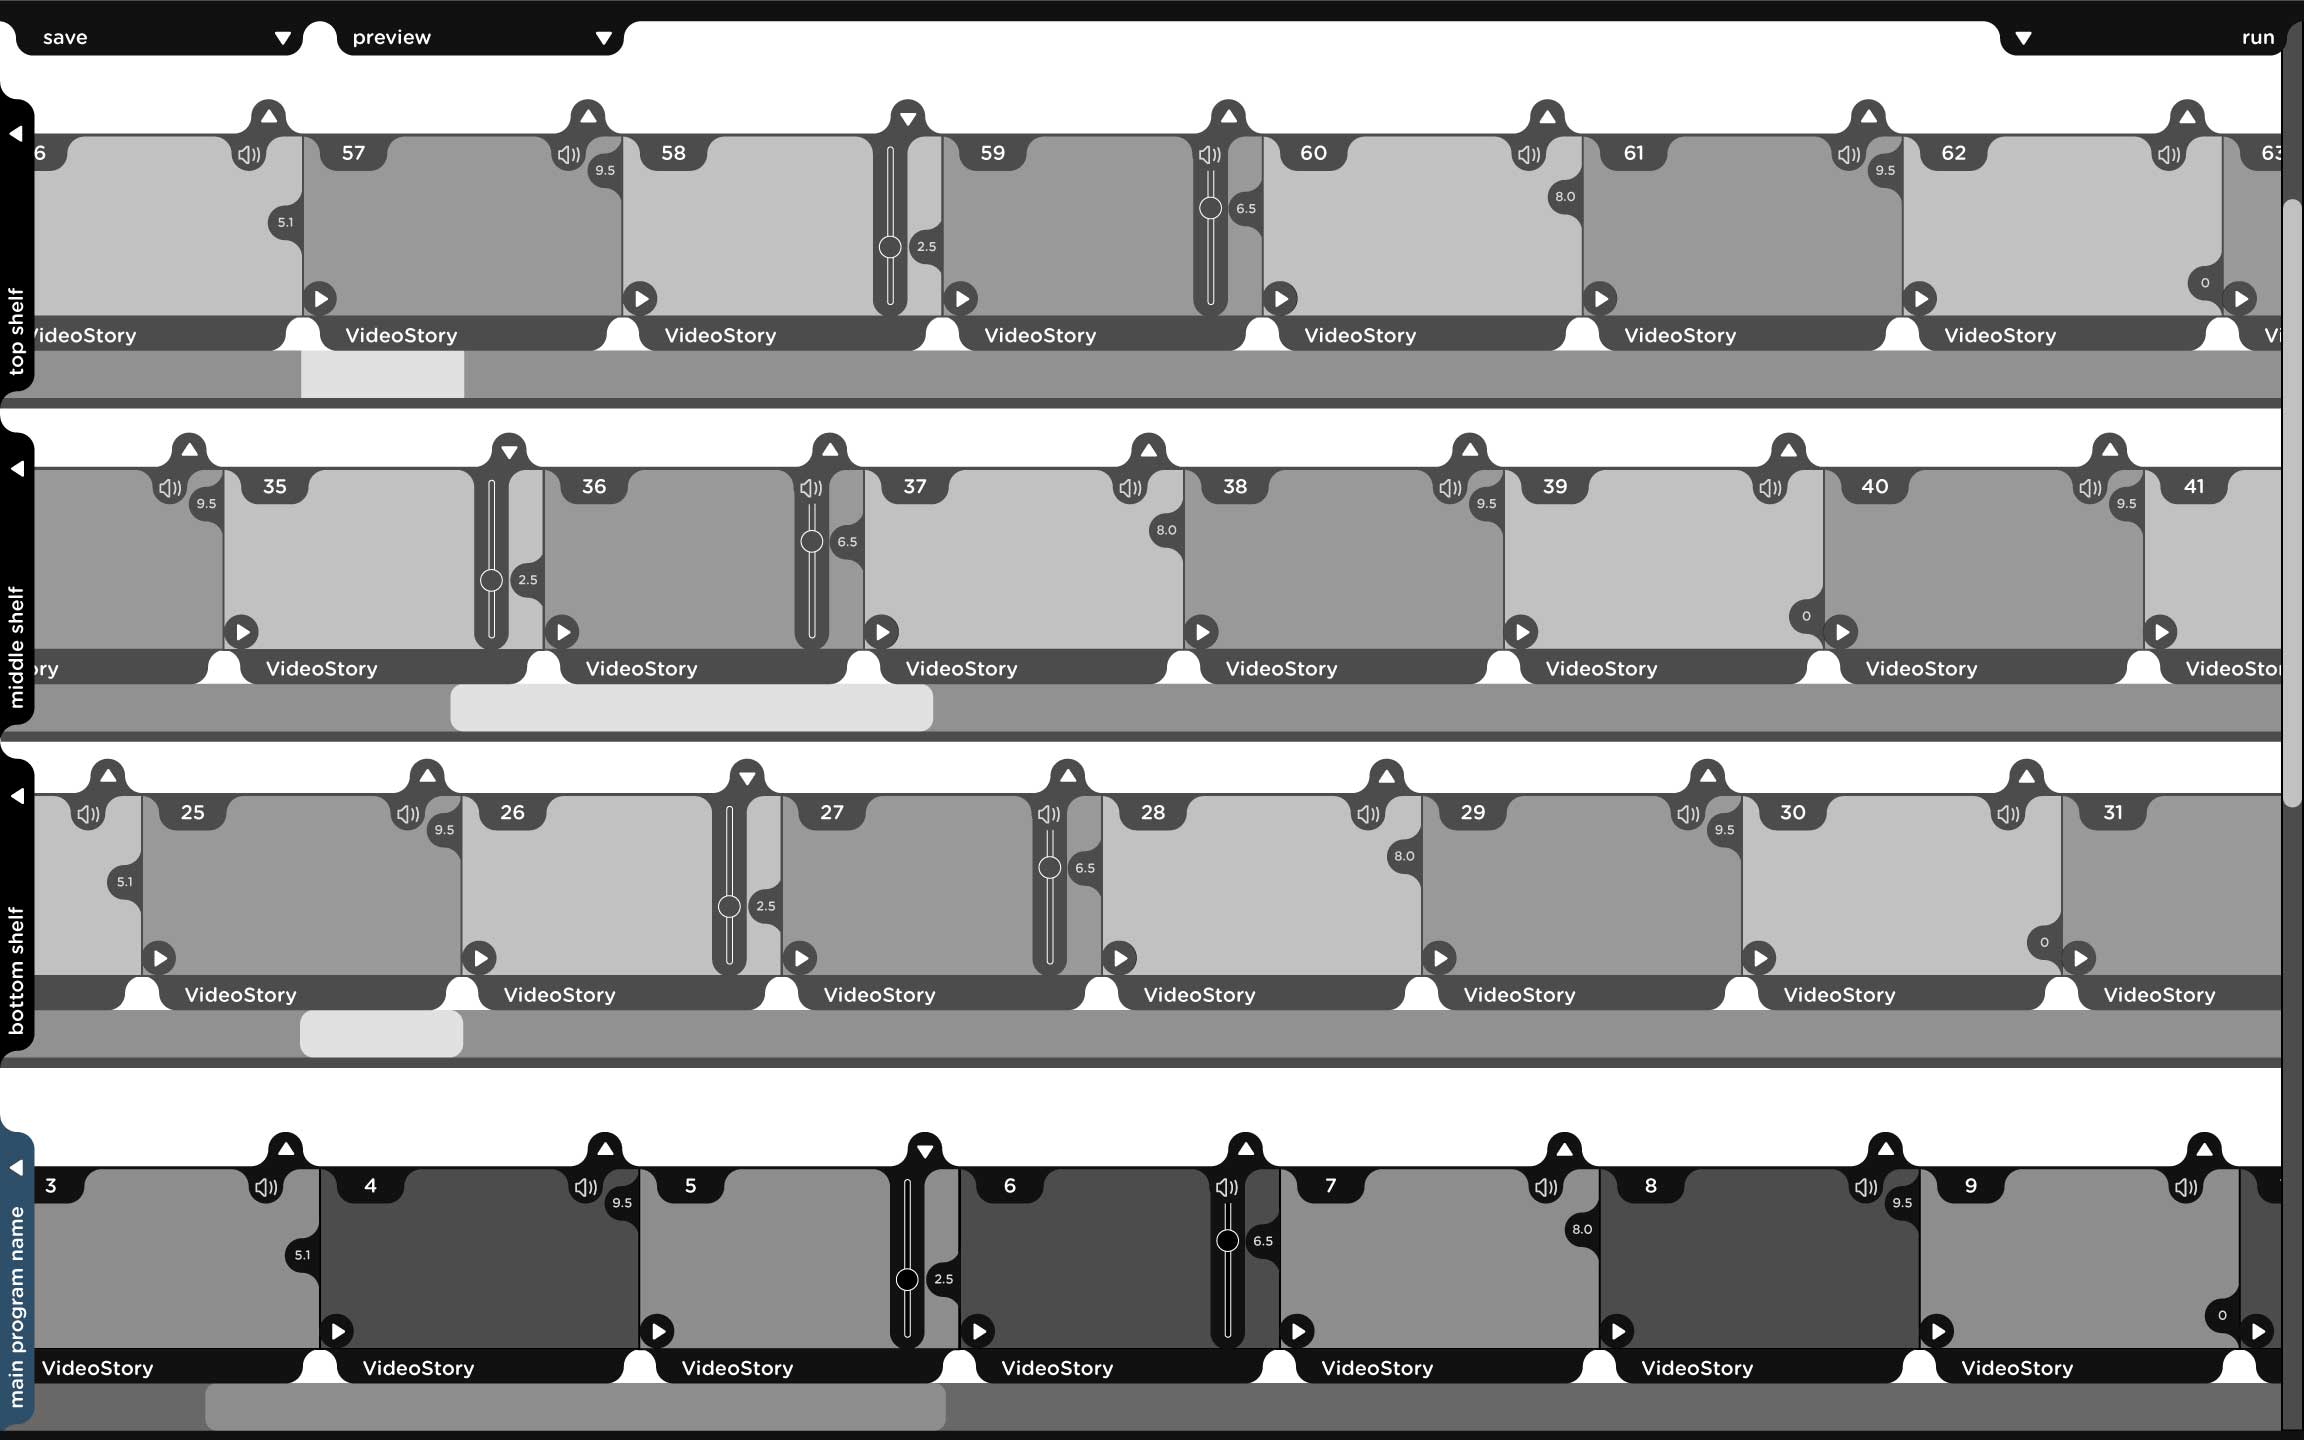 save preview run
6 57 58 59 60 61 62 63
9.5 9.5
8.0
6.5
5.1
2.5
0
top shelf
VideoStory VideoStory VideoStory VideoStory VideoStory VideoStory VideoStory Vi
35 36 37 38 39 40 41
9.5 9.5 9.5
8.0
6.5
2.5
0
middle shelf
ory VideoStory VideoStory VideoStory VideoStory VideoStory VideoStory VideoStor
25 26 27 28 29 30 31
9.5 9.5
8.0
6.5
5.1
2.5
0
bottom shelf
VideoStory VideoStory VideoStory VideoStory VideoStory VideoStory VideoStory
3 4 5 6 7 8 9
9.5 9.5
8.0
6.5
5.1
2.5
0
main program name
VideoStory VideoStory VideoStory VideoStory VideoStory VideoStory VideoStory